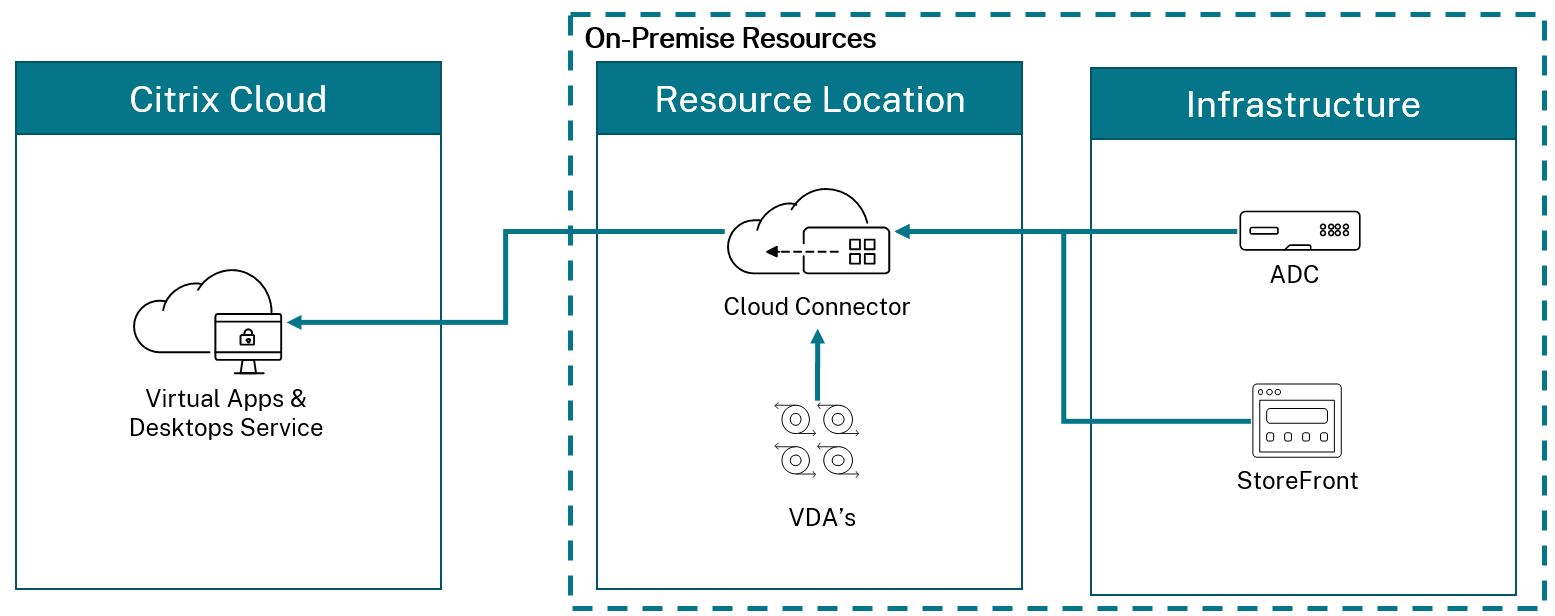 On-Premise Resources
Citrix Cloud
Resource Location
Infrastructure
Virtual Apps &
Desktops Service
Cloud Connector
VDA's
ADC
StoreFront